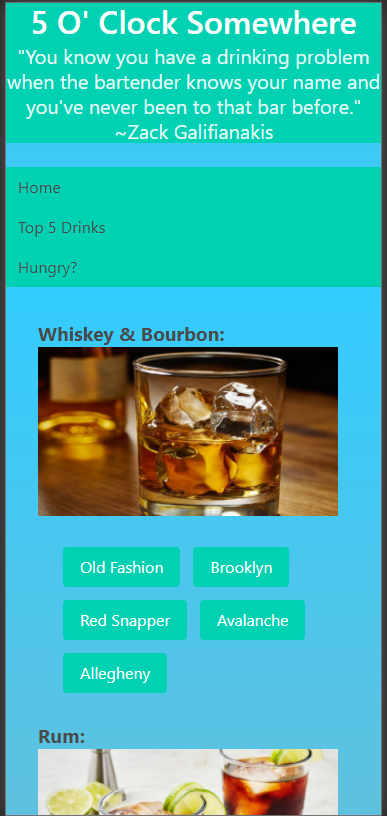 5 O' Clock Somewhere
"You know you have a drinking problem
when the bartender knows your name and
you've never been to that bar before."
~Zack Galifianakis
Home
Top 5 Drinks
Hungry?
Whiskey & Bourbon:
Old Fashion
Brooklyn
Red Snapper
Avalanche
Allegheny
Rum: